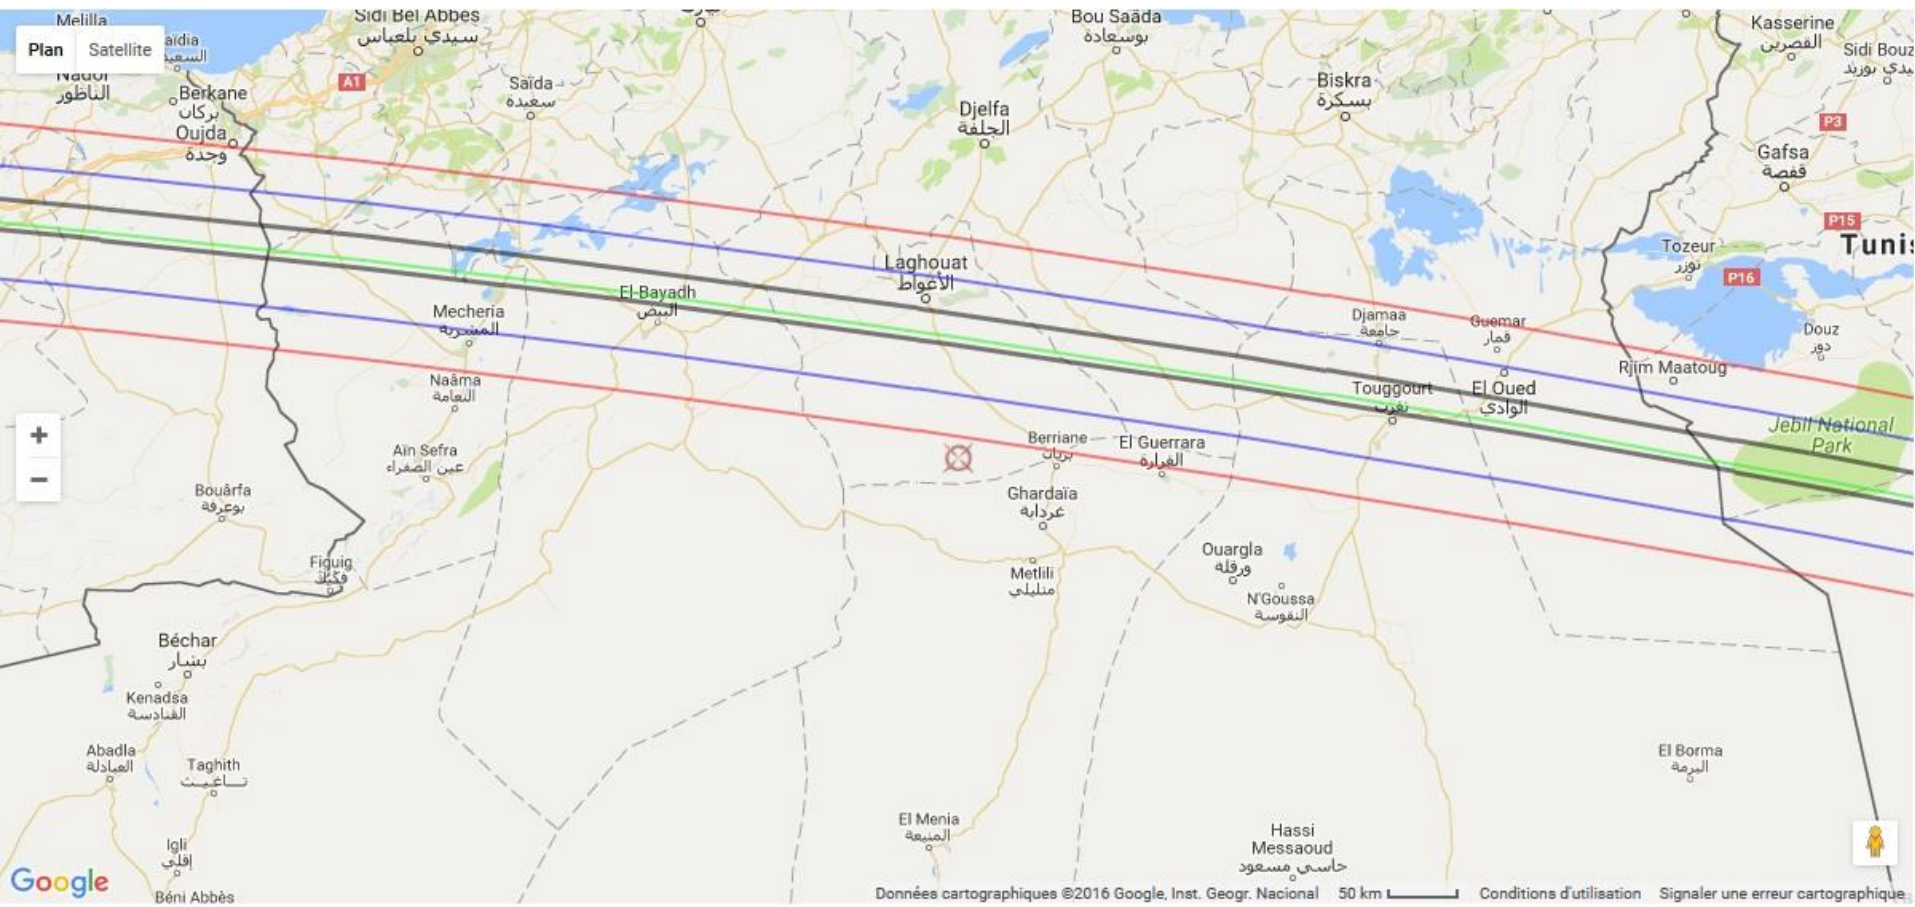 Plan
Satellite
Melilla
Nador
الناظور
Berkane
بركان
Oujda
وجدة
A1
Sidi Bel Abbes
سيدي بلعباس
Saïda
سعيدة
Djelfa
الجلفة
Bou Saâda
بوسعادة
Biskra
بسكرة
Kasserine
القصرين
Sidi Bouz
P3
Gafsa
قفصة
P15
Tunis
Tozeur
توزر
P16
Laghouat
الأغواط
El-Bayadh
البيض
Mecheria
المشرية
Djamaa
جامعة
Guemar
قمار
Douz
دوز
Rjim Maatoug
Naâma
النعامة
Touggourt
تقرت
El Oued
الوادي
Jebil National
Park
Berriane
بريان
El Guerrara
القرارة
Aïn Sefra
عين الصفراء
Bouârfa
بوعرفة
Ghardaïa
غرداية
Figuig
فكيك
Ouargla
ورقلة
Metlili
متليلي
N'Goussa
النقوسة
Béchar
بشار
Kenadsa
القنادسة
Abadla
العبادلة
Taghith
تــاغـيـث
El Borma
البرمة
El Menia
المنيعة
Hassi
Messaoud
حاسي مسعود
Igli
إقلي
Béni Abbès
+
−
Google
Données cartographiques ©2016 Google, Inst. Geogr. Nacional
50 km
Conditions d'utilisation
Signaler une erreur cartographique